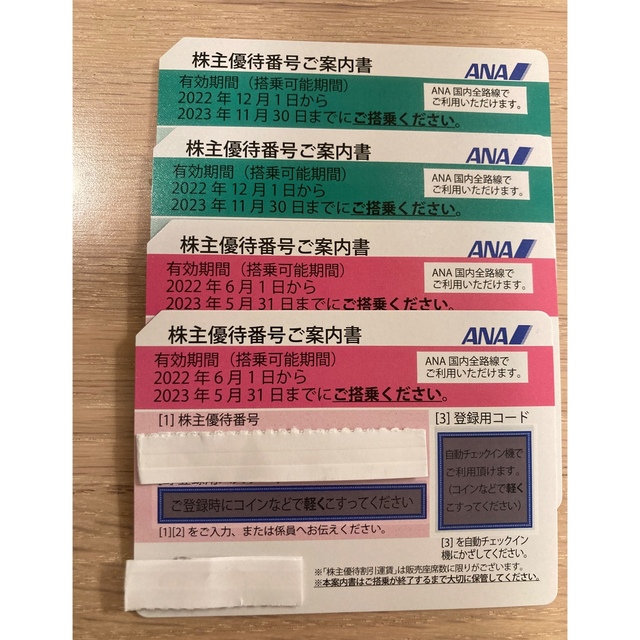 株主優待番号ご案内書
ANA
有効期間（搭乗可能期間）
2022 年 12 月 1 日から
2023 年 11 月 30 日までにご搭乗ください。
ANA 国内全路線で
ご利用いただけます。
株主優待番号ご案内書
ANA
有効期間（搭乗可能期間）
2022 年 12 月 1 日から
2023 年 11 月 30 日までにご搭乗ください。
ANA 国内全路線で
ご利用いただけます。
株主優待番号ご案内書
ANA
有効期間（搭乗可能期間）
2022 年 6 月 1 日から
2023 年 5 月 31 日までにご搭乗ください。
ANA 国内全路線で
ご利用いただけます。
株主優待番号ご案内書
ANA
有効期間（搭乗可能期間）
2022 年 6 月 1 日から
2023 年 5 月 31 日までにご搭乗ください。
ANA 国内全路線で
ご利用いただけます。
[1] 株主優待番号
ご登録時にコインなどで軽くこすってください
[1][2] をご入力、または係員へお伝えください。
[3] 登録用コード
自動チェックイン機で
ご利用頂けます。
（コインなどで軽く
こすってください）
[3] を自動チェックイン
機にかざしてください。
※「株主優待割引運賃」は販売座席数に限りがございます。
※本案内書はご搭乗が終了するまで大切に保管してください。